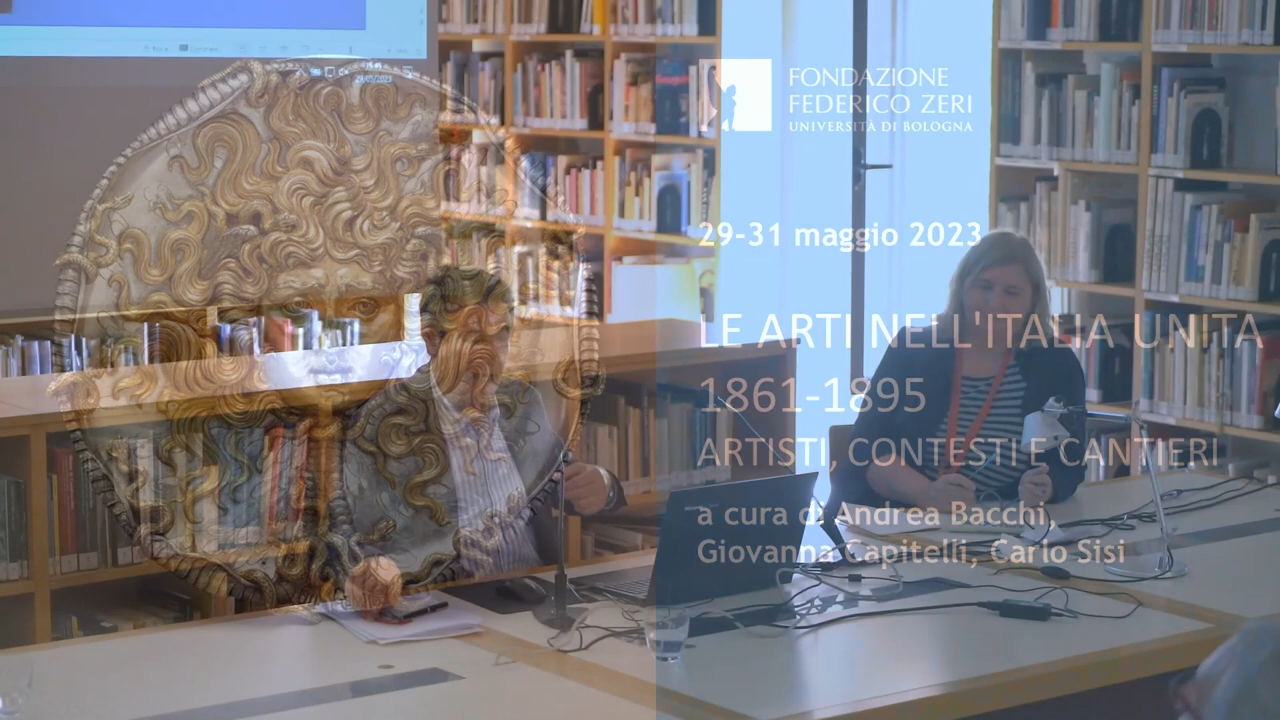 FONDAZIONE
FEDERICO ZERI
UNIVERSITÀ DI BOLOGNA
29-31 maggio 2023
LE ARTI NELL'ITALIA UNITA
1861-1895
ARTISTI, CONTESTI E CANTIERI
a cura di Andrea Bacchi,
Giovanna Capitelli, Carlo Sisi